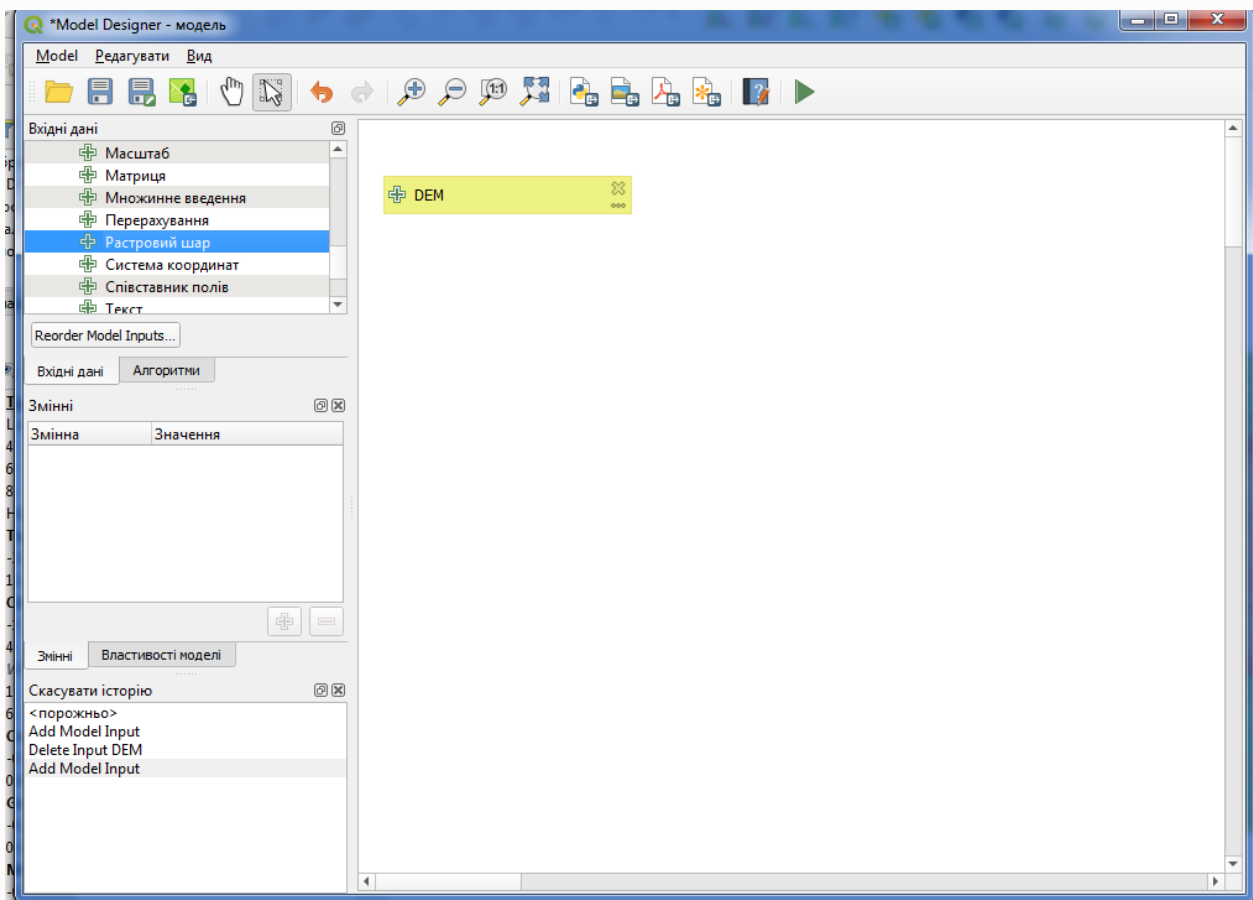 *Model Designer - модель
Model Редагувати Вид
1:1
Вхідні дані
Масштаб
Матриця
Множинне введення
Перерахування
Растровий шар
Система координат
Співставник полів
Текст
Reorder Model Inputs...
Вхідні дані Алгоритми
Змінні
Змінна Значення
Змінні Властивості моделі
Скасувати історію
<порожньо>
Add Model Input
Delete Input DEM
Add Model Input
DEM